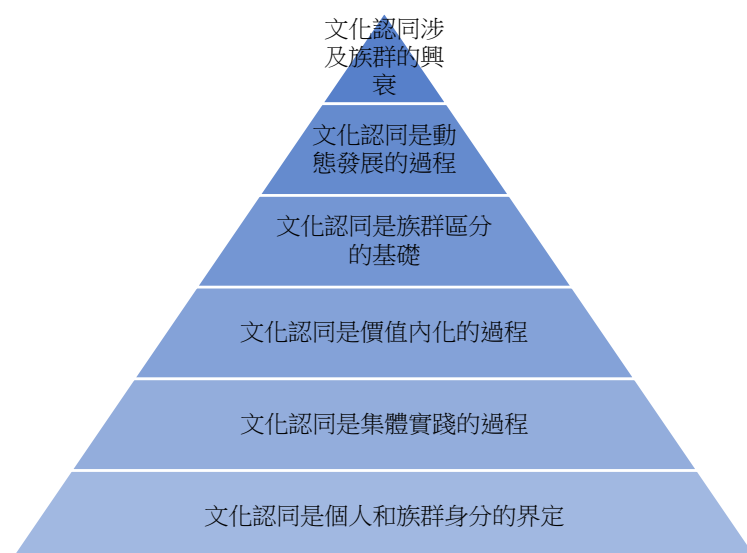 文化認同涉
及族群的興
衰
文化認同是動
態發展的過程
文化認同是族群區分
的基礎
文化認同是價值內化的過程
文化認同是集體實踐的過程
文化認同是個人和族群身分的界定